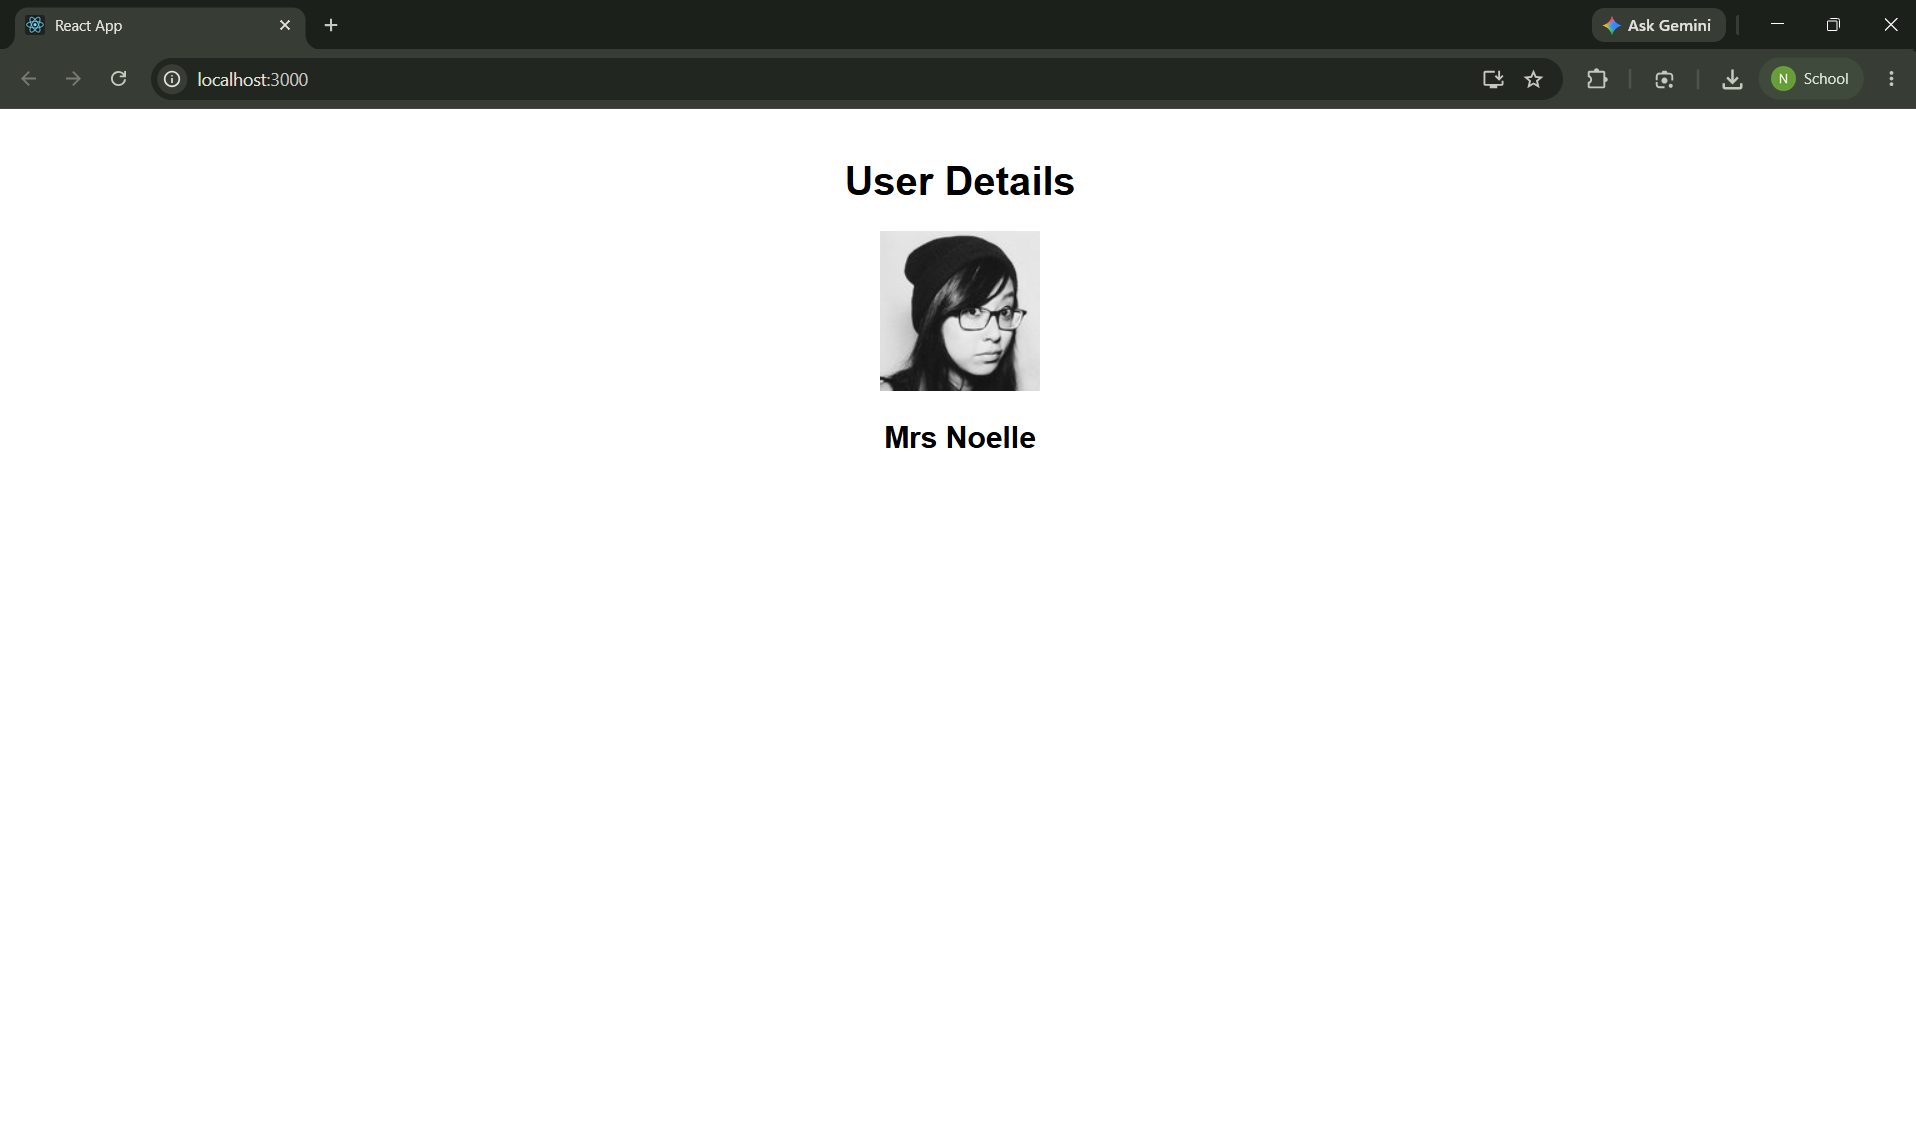 React App
Ask Gemini
localhost:3000
N School
User Details
Mrs Noelle